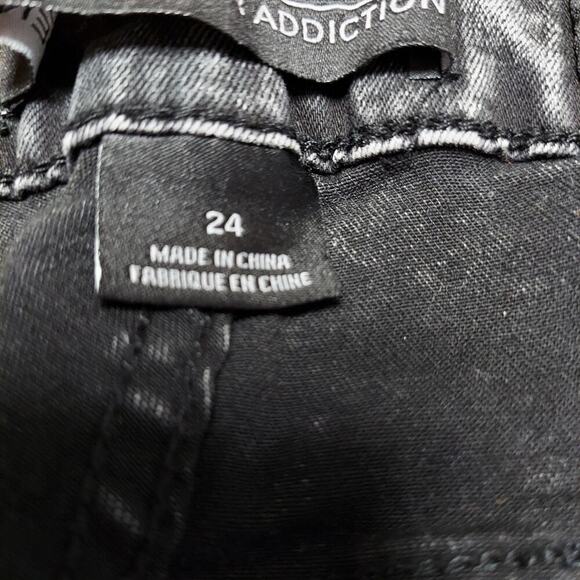 ADDICTION
24
MADE IN CHINA
FABRIQUE EN CHINE